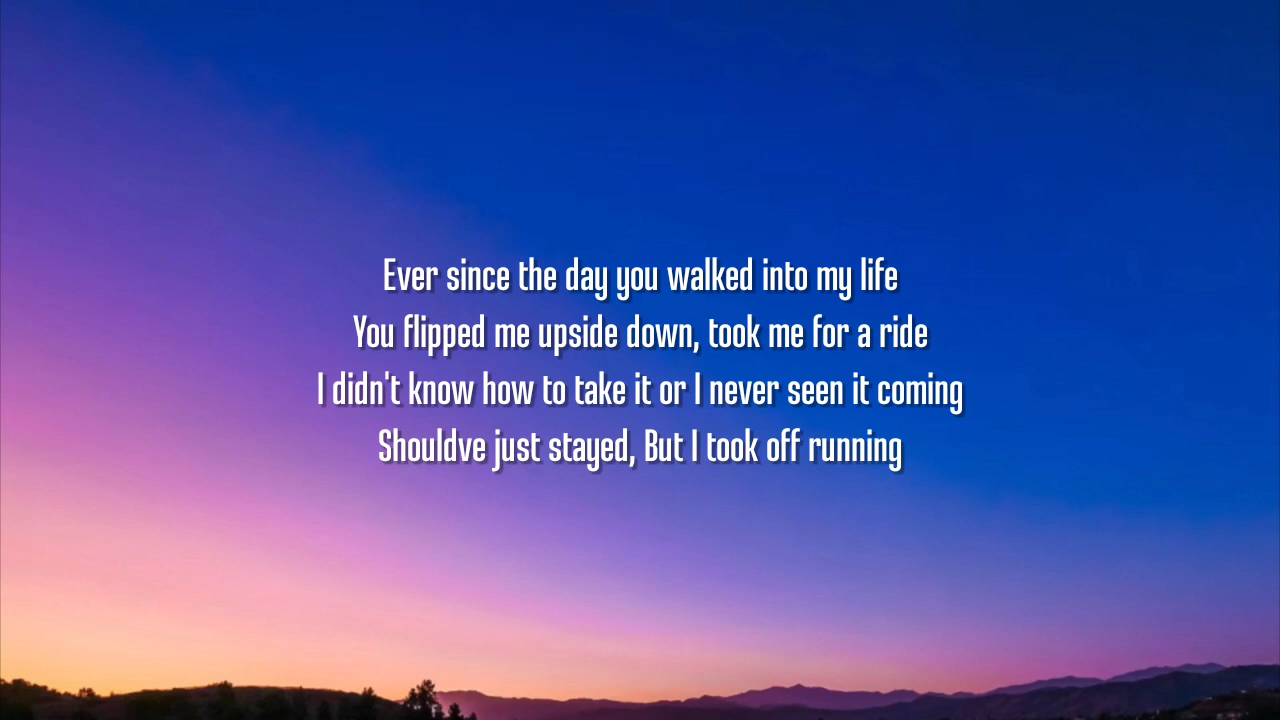 Ever since the day you walked into my life
You flipped me upside down, took me for a ride
I didn't know how to take it or I never seen it coming
Shouldve just stayed, But I took off running